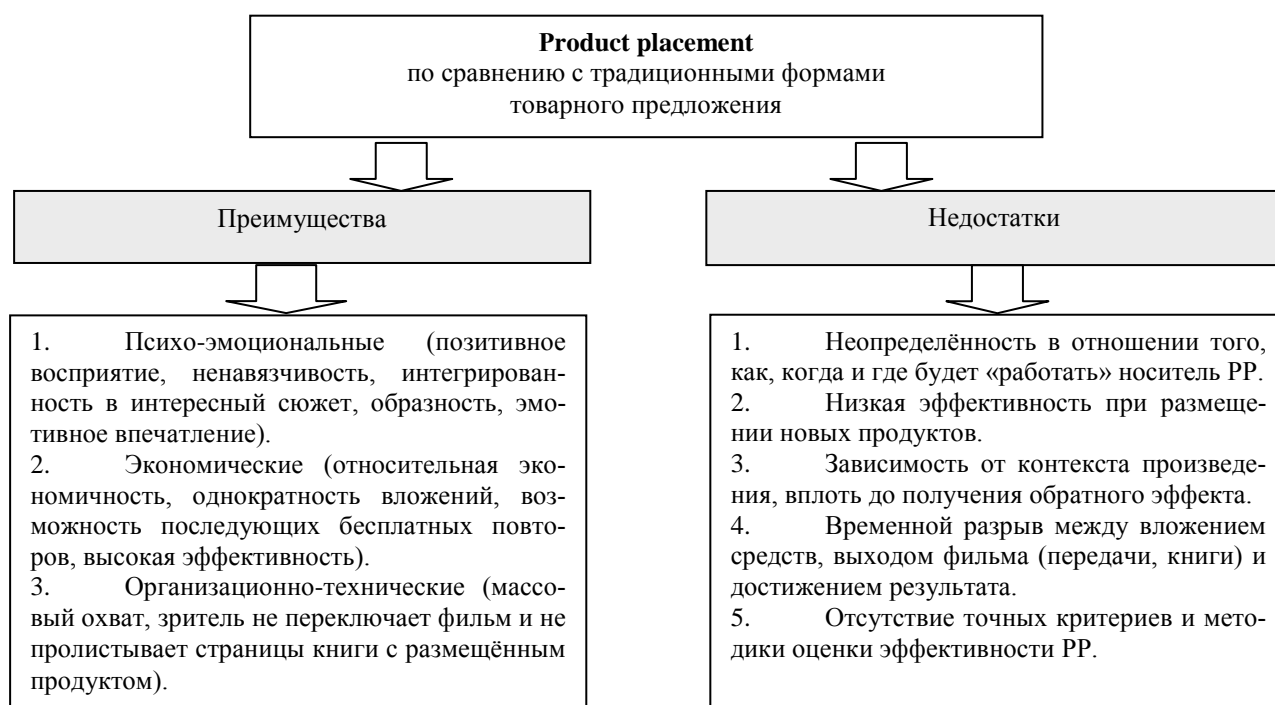 Product placement
по сравнению с традиционными формами
товарного предложения
Преимущества
Недостатки
1. Психо-эмоциональные (позитивное
восприятие, ненавязчивость, интегрирован-
ность в интересный сюжет, образность, эмо-
тивное впечатление).
2. Экономические (относительная эко-
номичность, однократность вложений, воз-
можность последующих бесплатных повто-
ров, высокая эффективность).
3. Организационно-технические (массо-
вый охват, зритель не переключает фильм и не
пролистывает страницы книги с размещённым
продуктом).
1. Неопределённость в отношении того,
как, когда и где будет «работать» носитель PP.
2. Низкая эффективность при размеще-
нии новых продуктов.
3. Зависимость от контекста произведе-
ния, вплоть до получения обратного эффекта.
4. Временной разрыв между вложением
средств, выходом фильма (передачи, книги) и
достижением результата.
5. Отсутствие точных критериев и мето-
дики оценки эффективности PP.